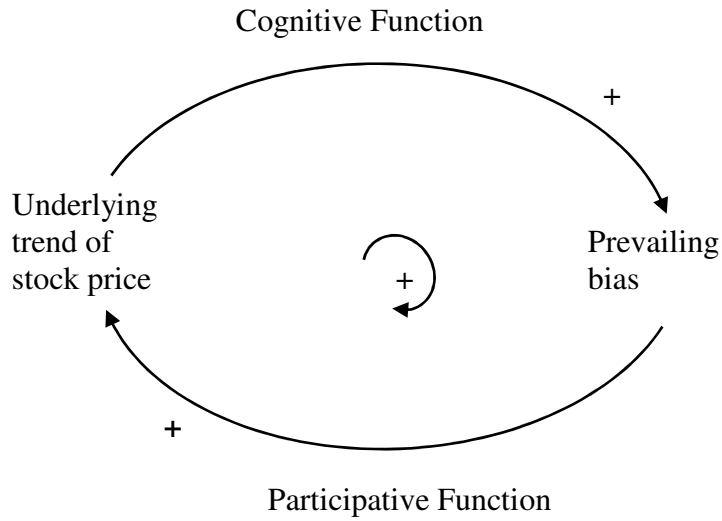 Cognitive Function
+
Underlying
trend of
stock price
+
Prevailing
bias
+
Participative Function